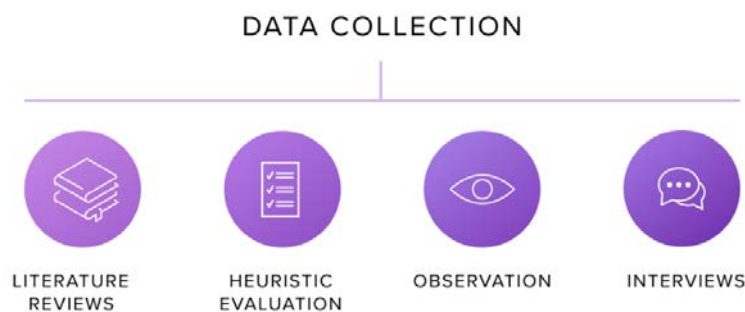 DATA COLLECTION
LITERATURE
REVIEWS
HEURISTIC
EVALUATION
OBSERVATION
INTERVIEWS